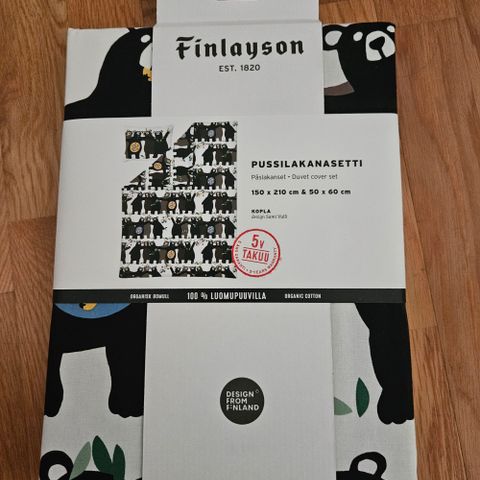 Finlayson
EST. 1820
PUSSILAKANASETTI
Påslakanset • Duvet cover set
150 x 210 cm & 50 x 60 cm
KOPLA
5V
TAKUU
ORGANISK BOMULL
100 % LUOMUPUUVILLA
ORGANIC COTTON
DESIGN
FROM
FINLAND